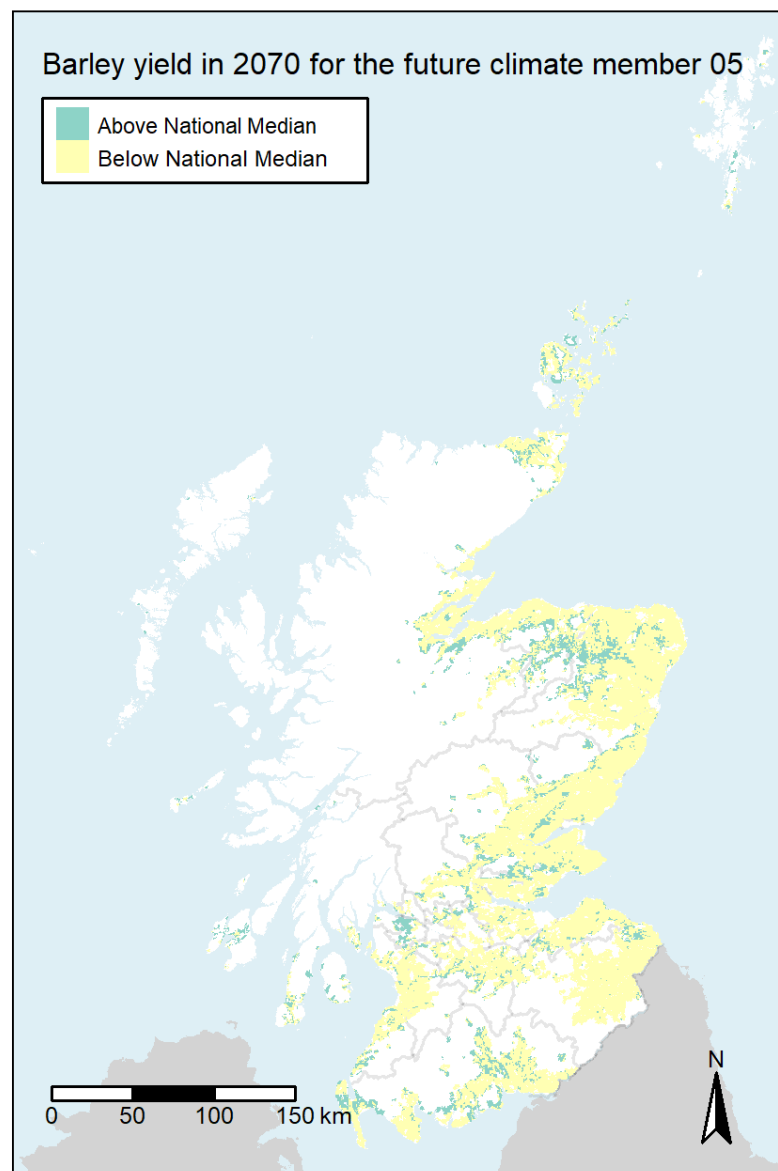 Barley yield in 2070 for the future climate member 05
Above National Median
Below National Median
N
0 50 100 150 km